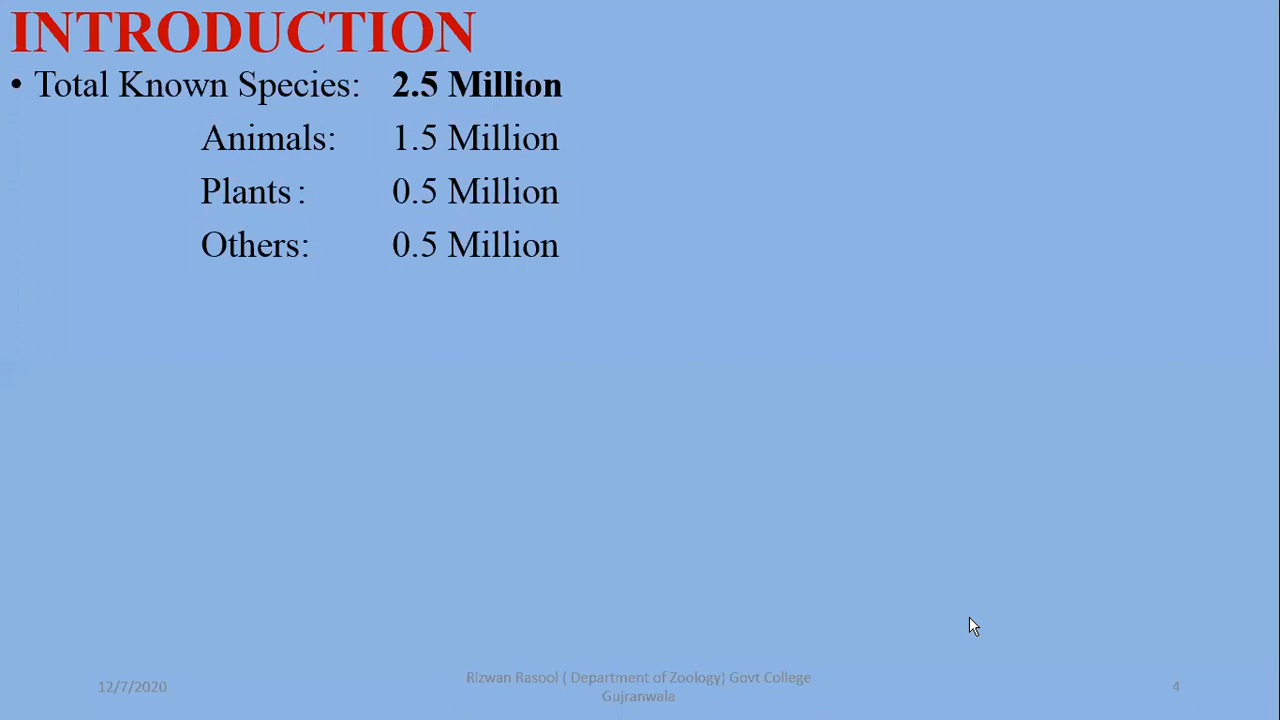 INTRODUCTION
• Total Known Species: 2.5 Million
Animals: 1.5 Million
Plants : 0.5 Million
Others: 0.5 Million
12/7/2020
Rizwan Rasool ( Department of Zoology) Govt College
Gujranwala
4